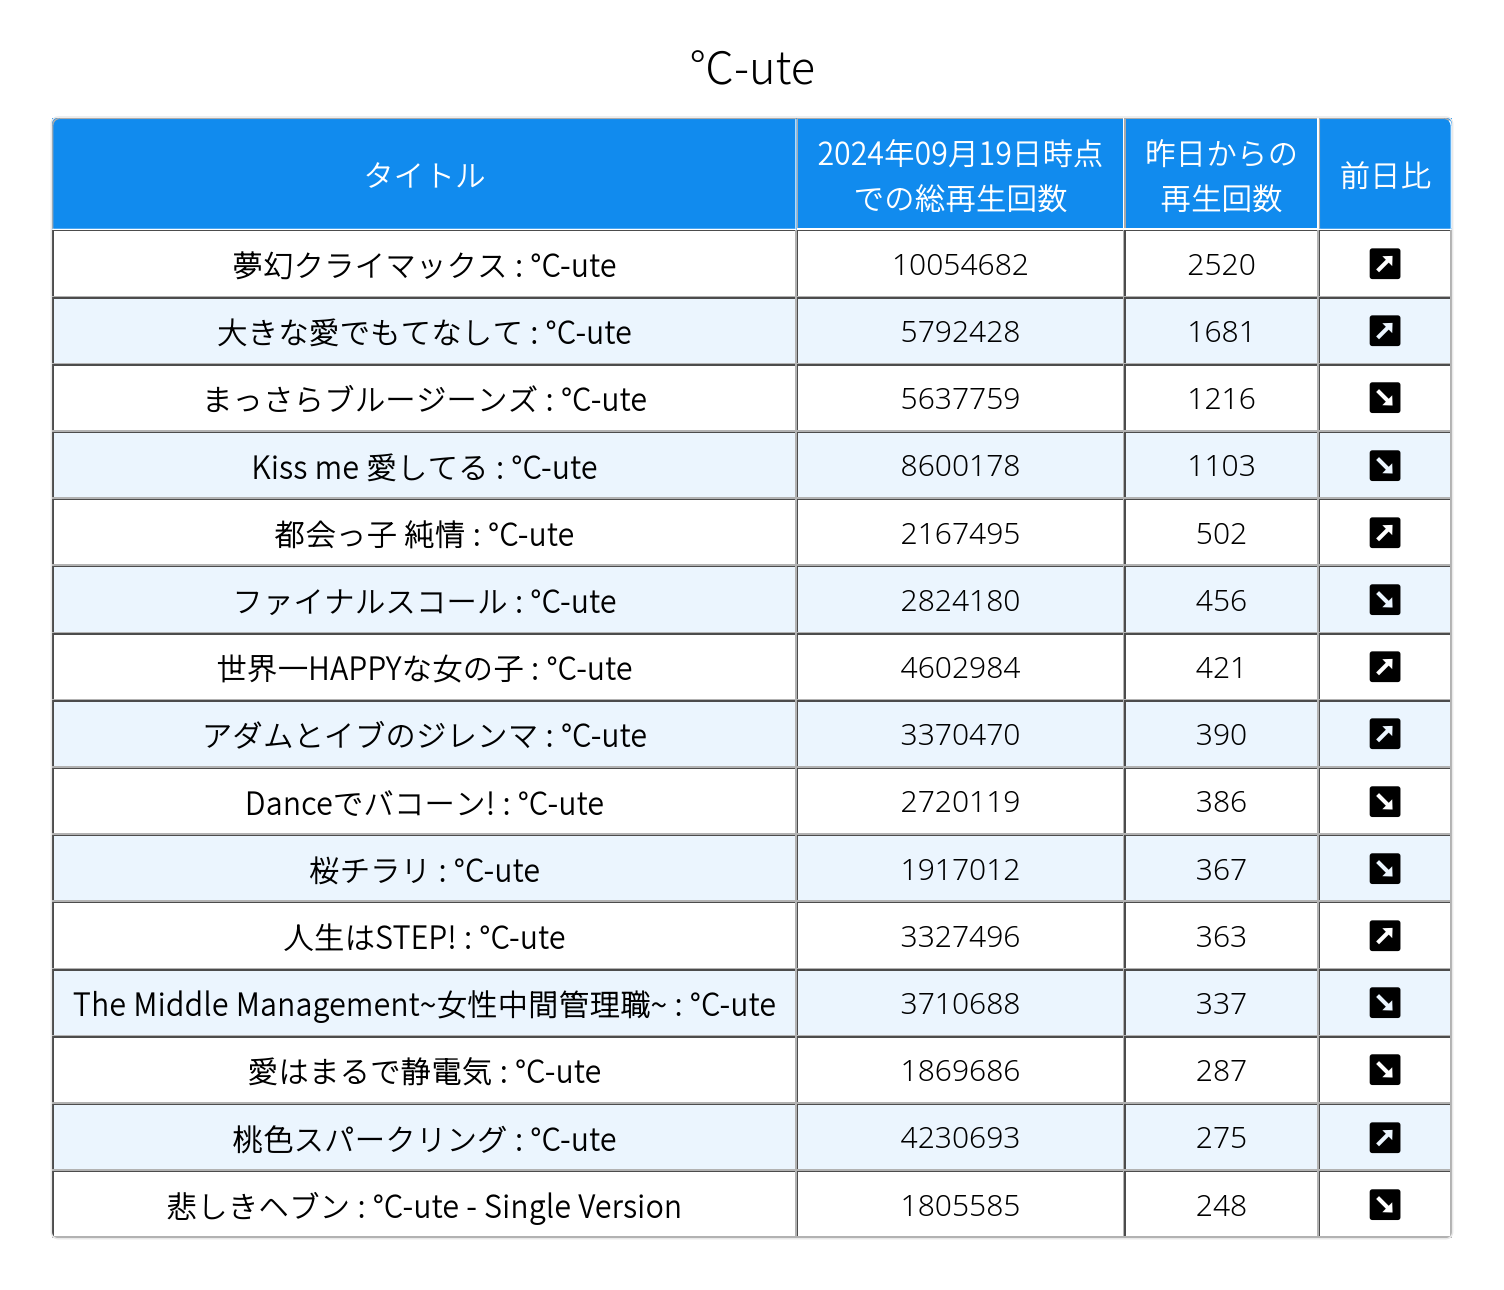 ℃-ute
タイトル
2024年09月19日時点
での総再生回数
昨日からの
再生回数
前日比
夢幻クライマックス : ℃-ute 10054682 2520
大きな愛でもてなして : ℃-ute 5792428 1681
まっさらブルージーンズ : ℃-ute 5637759 1216
Kiss me 愛してる : ℃-ute 8600178 1103
都会っ子 純情 : ℃-ute 2167495 502
ファイナルスコール : ℃-ute 2824180 456
世界一HAPPYな女の子 : ℃-ute 4602984 421
アダムとイブのジレンマ : ℃-ute 3370470 390
Danceでバコーン! : ℃-ute 2720119 386
桜チラリ : ℃-ute 1917012 367
人生はSTEP! : ℃-ute 3327496 363
The Middle Management~女性中間管理職~ : ℃-ute 3710688 337
愛はまるで静電気 : ℃-ute 1869686 287
桃色スパークリング : ℃-ute 4230693 275
悲しきヘブン : ℃-ute - Single Version 1805585 248